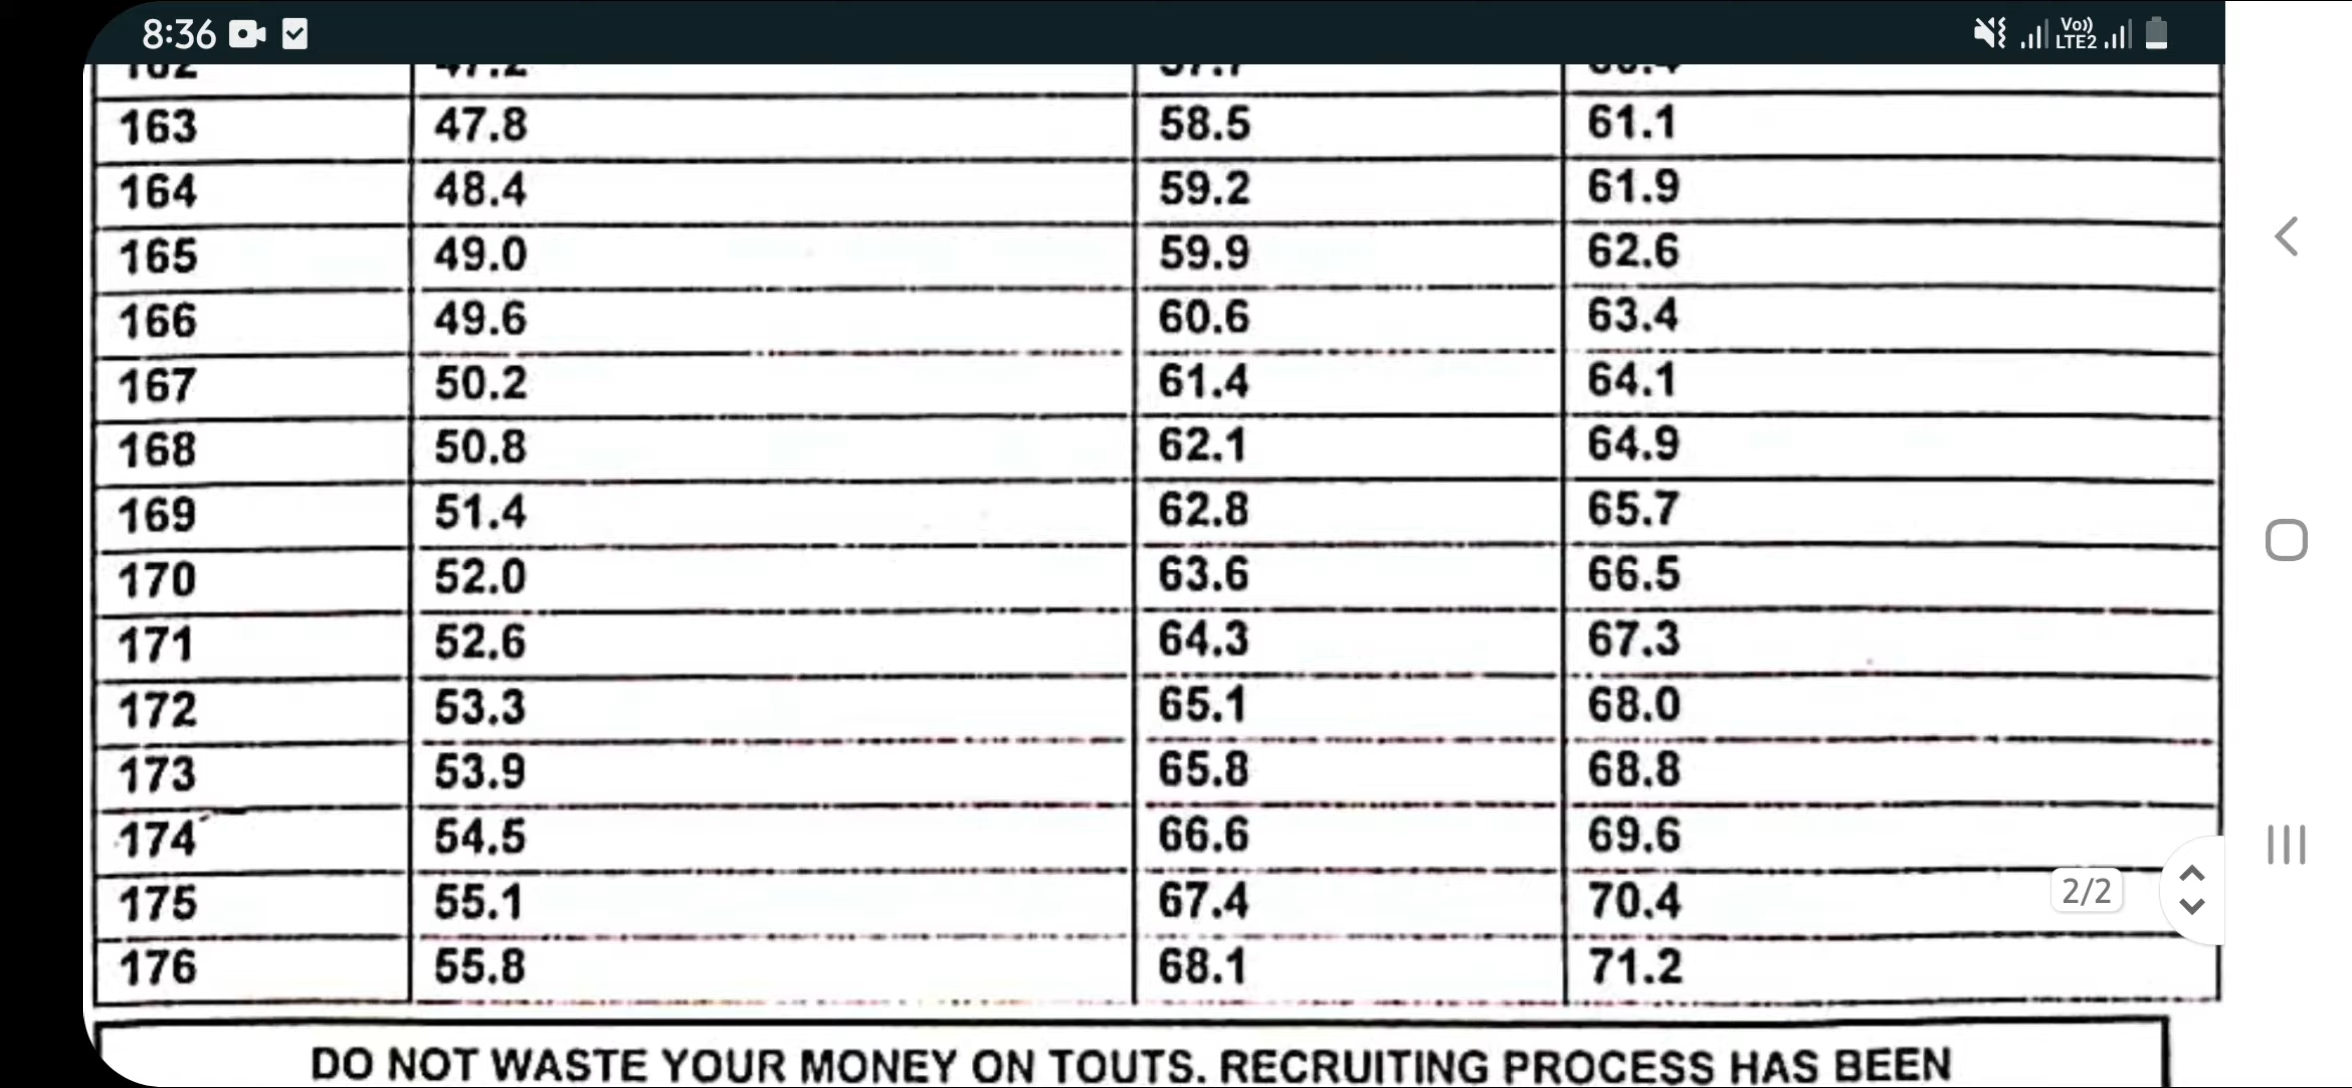 8:36
Vo)) LTE2
163 47.8 58.5 61.1
164 48.4 59.2 61.9
165 49.0 59.9 62.6
166 49.6 60.6 63.4
167 50.2 61.4 64.1
168 50.8 62.1 64.9
169 51.4 62.8 65.7
170 52.0 63.6 66.5
171 52.6 64.3 67.3
172 53.3 65.1 68.0
173 53.9 65.8 68.8
174 54.5 66.6 69.6
175 55.1 67.4 70.4
2/2
176 55.8 68.1 71.2
DO NOT WASTE YOUR MONEY ON TOUTS. RECRUITING PROCESS HAS BEEN